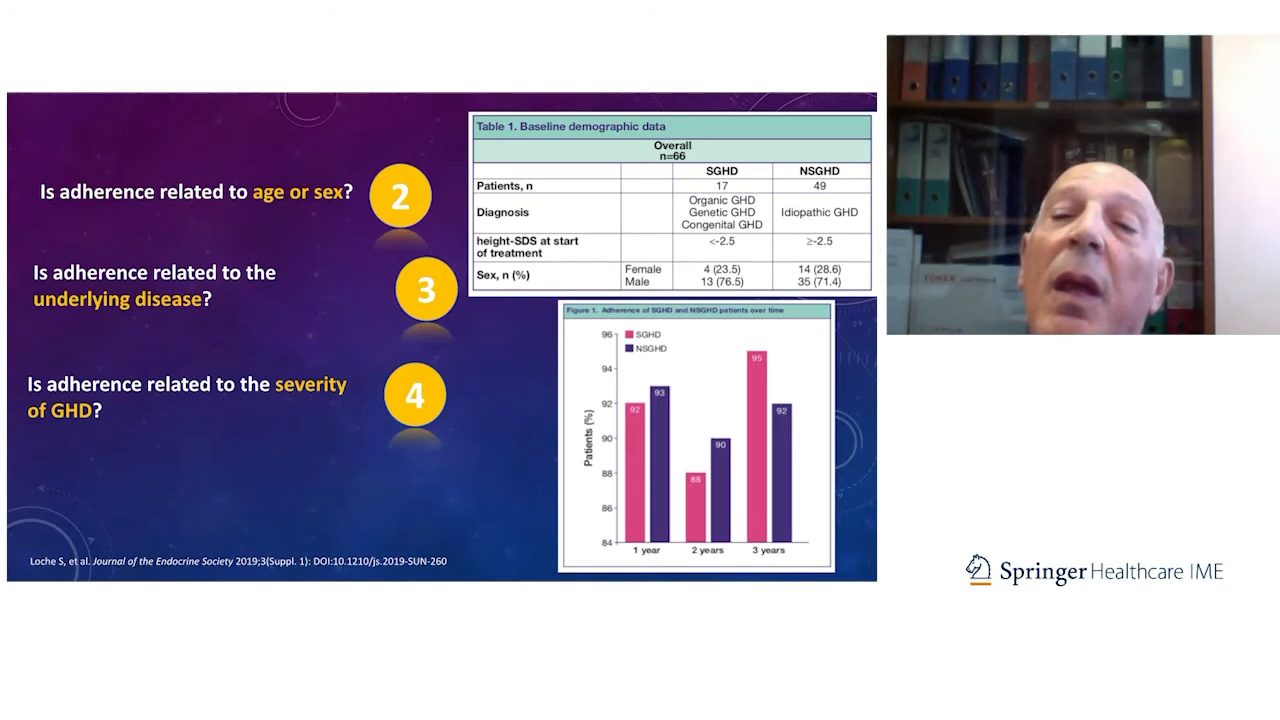 Is adherence related to age or sex?
2
Is adherence related to the
underlying disease?
3
Is adherence related to the severity
of GHD?
4
Loche S, et al. Journal of the Endocrine Society 2019;3(Suppl. 1): DOI:10.1210/js.2019-SUN-260
Table 1. Baseline demographic data
Overall
n=66
SGHD NSGHD
Patients, n 17 49
Diagnosis Organic GHD Genetic GHD Congenital GHD Idiopathic GHD
height-SDS at start of treatment <-2.5 ≥-2.5
Sex, n (%) Female 4 (23.5) 14 (28.6)
Male 13 (76.5) 35 (71.4)
Figure 1. Adherence of SGHD and NSGHD patients over time
SGHD
NSGHD
Patients (%)
96
94
92
90
88
86
84
92
93
88
90
95
92
1 year 2 years 3 years
TONER
Springer Healthcare IME